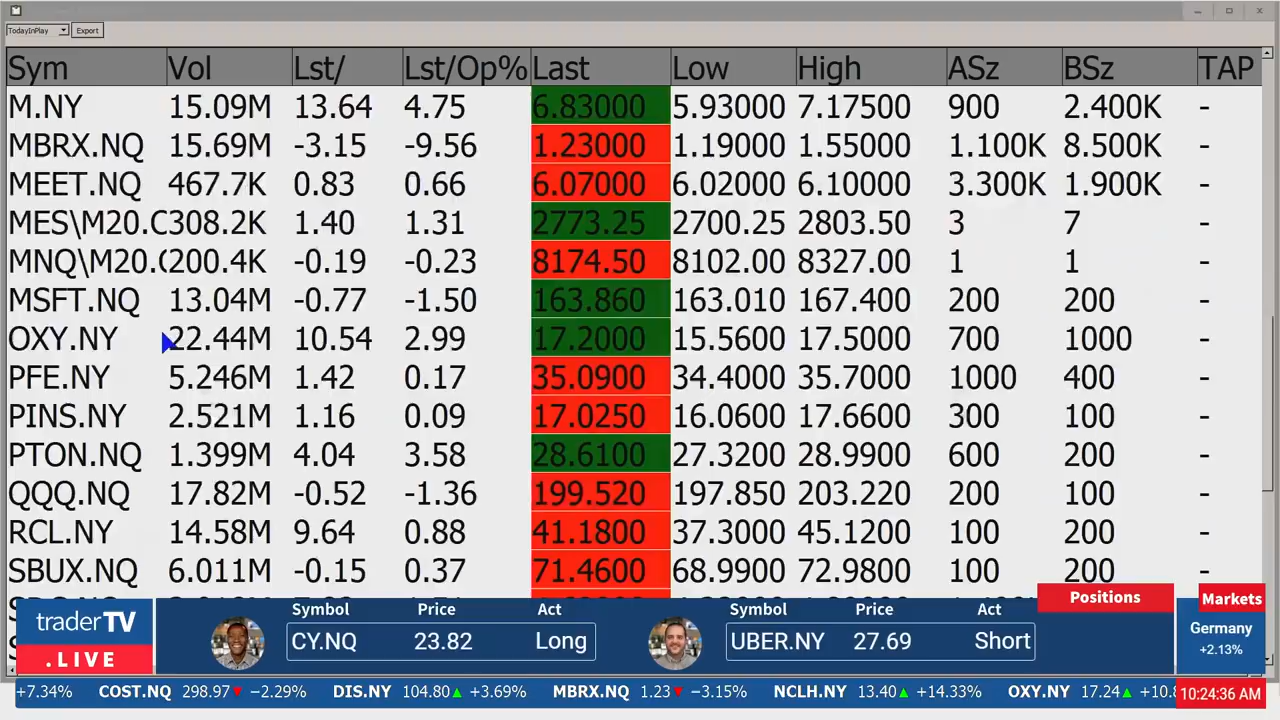 TodayInPlay Export
Sym Vol Lst/ Lst/Op% Last Low High ASz BSz TAP
M.NY 15.09M 13.64 4.75 6.83000 5.93000 7.17500 900 2.400K -
MBRX.NQ 15.69M -3.15 -9.56 1.23000 1.19000 1.55000 1.100K 8.500K -
MEET.NQ 467.7K 0.83 0.66 6.07000 6.02000 6.10000 3.300K 1.900K -
MES\M20.C 308.2K 1.40 1.31 2773.25 2700.25 2803.50 3 7 -
MNQ\M20.C 200.4K -0.19 -0.23 8174.50 8102.00 8327.00 1 1 -
MSFT.NQ 13.04M -0.77 -1.50 163.860 163.010 167.400 200 200 -
OXY.NY 22.44M 10.54 2.99 17.2000 15.5600 17.5000 700 1000 -
PFE.NY 5.246M 1.42 0.17 35.0900 34.4000 35.7000 1000 400 -
PINS.NY 2.521M 1.16 0.09 17.0250 16.0600 17.6600 300 100 -
PTON.NQ 1.399M 4.04 3.58 28.6100 27.3200 28.9900 600 200 -
QQQ.NQ 17.82M -0.52 -1.36 199.520 197.850 203.220 200 100 -
RCL.NY 14.58M 9.64 0.88 41.1800 37.3000 45.1200 100 200 -
SBUX.NQ 6.011M -0.15 0.37 71.4600 68.9900 72.9800 100 200 -
traderTV
.LIVE
Symbol Price Act
CY.NQ 23.82 Long
Symbol Price Act
UBER.NY 27.69 Short
Positions
Markets
Germany
+2.13%
+7.34% COST.NQ 298.97 ▼ −2.29% DIS.NY 104.80 ▲ +3.69% MBRX.NQ 1.23 ▼ −3.15% NCLH.NY 13.40 ▲ +14.33% OXY.NY 17.24 ▲ +10.8
10:24:36 AM